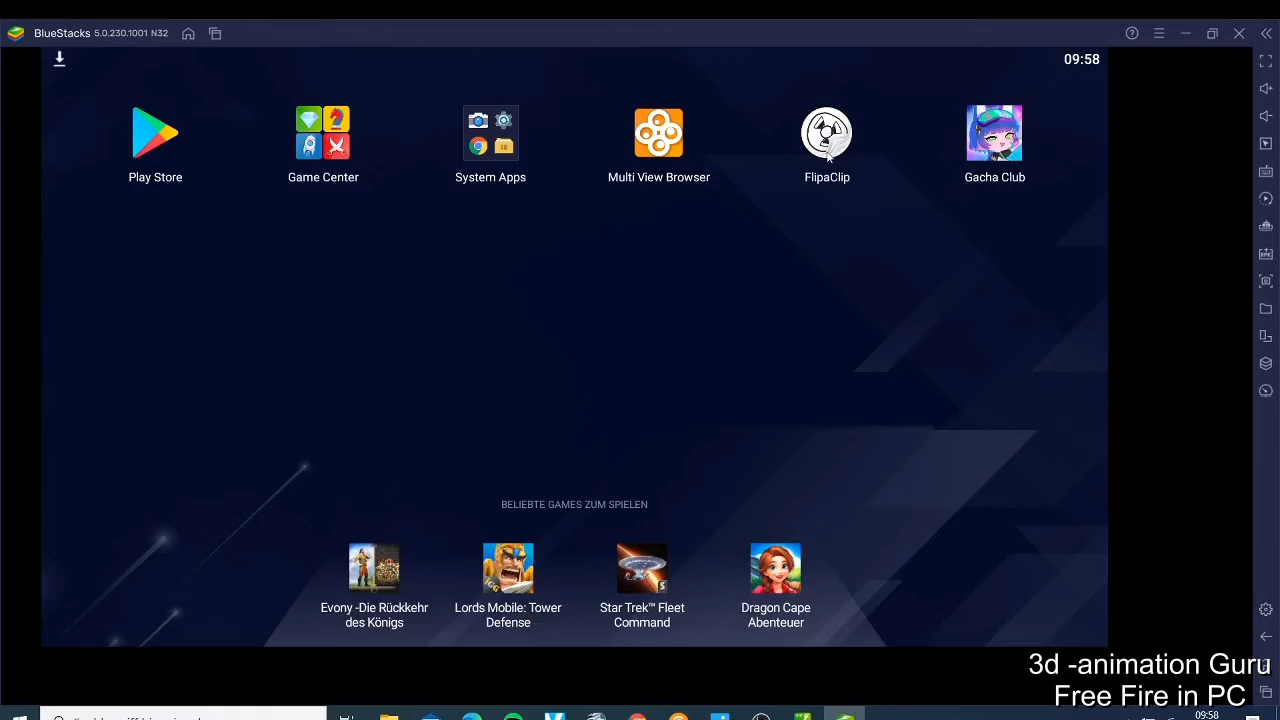 BlueStacks 5.0.230.1001 N32
09:58
Play Store
Game Center
System Apps
Multi View Browser
FlipaClip
Gacha Club
BELIEBTE GAMES ZUM SPIELEN
Evony -Die Rückkehr
des Königs
Lords Mobile: Tower
Defense
Star Trek™ Fleet
Command
Dragon Cape
Abenteuer
3d -animation Guru
Free Fire in PC
09:58